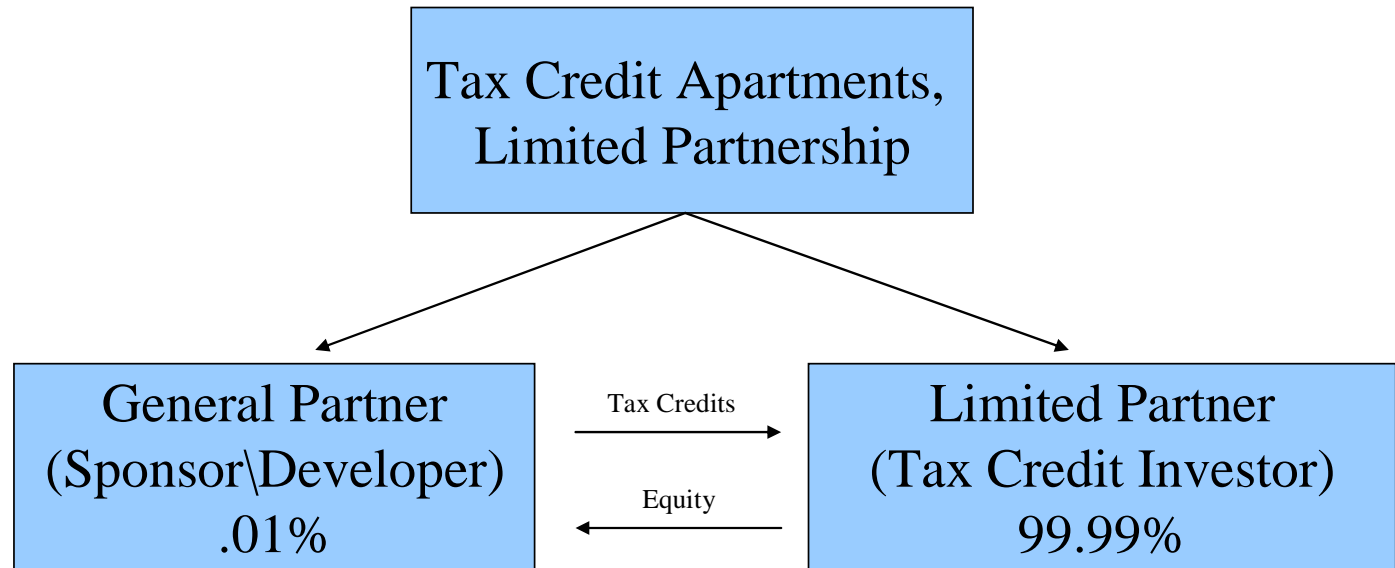 Tax Credit Apartments,
Limited Partnership
General Partner
(Sponsor\Developer)
.01%
Tax Credits
Equity
Limited Partner
(Tax Credit Investor)
99.99%